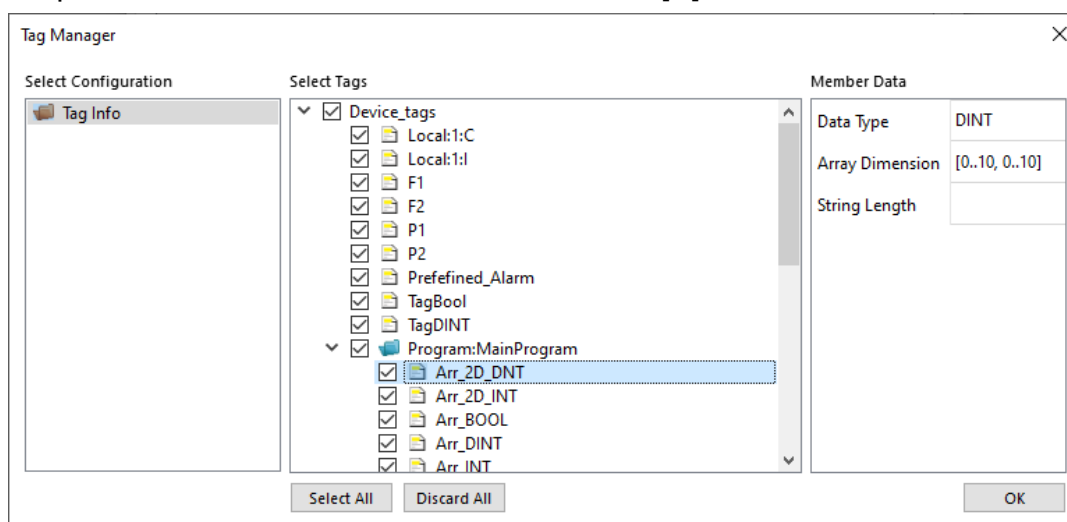 Tag Manager
Select Configuration
Select Tags
Member Data
Tag Info
Device_tags
Local:1:C
Local:1:I
F1
F2
P1
P2
Prefefined_Alarm
TagBool
TagDINT
Program:MainProgram
Arr_2D_DNT
Arr_2D_INT
Arr_BOOL
Arr_DINT
Arr_INT
Data Type DINT
Array Dimension [0..10, 0..10]
String Length
Select All
Discard All
OK